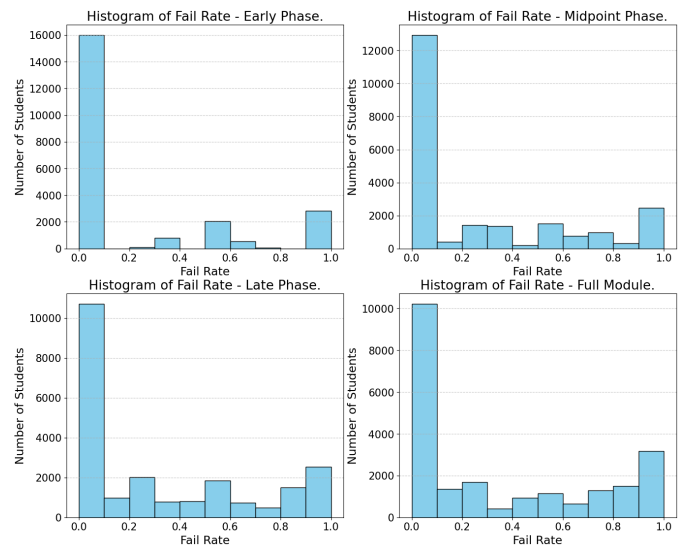 Histogram of Fail Rate - Early Phase.
16000
14000
12000
10000
8000
6000
4000
2000
0
Number of Students
0.0 0.2 0.4 0.6 0.8 1.0
Fail Rate
Histogram of Fail Rate - Midpoint Phase.
12000
10000
8000
6000
4000
2000
0
Number of Students
0.0 0.2 0.4 0.6 0.8 1.0
Fail Rate
Histogram of Fail Rate - Late Phase.
10000
8000
6000
4000
2000
0
Number of Students
0.0 0.2 0.4 0.6 0.8 1.0
Fail Rate
Histogram of Fail Rate - Full Module.
10000
8000
6000
4000
2000
0
Number of Students
0.0 0.2 0.4 0.6 0.8 1.0
Fail Rate